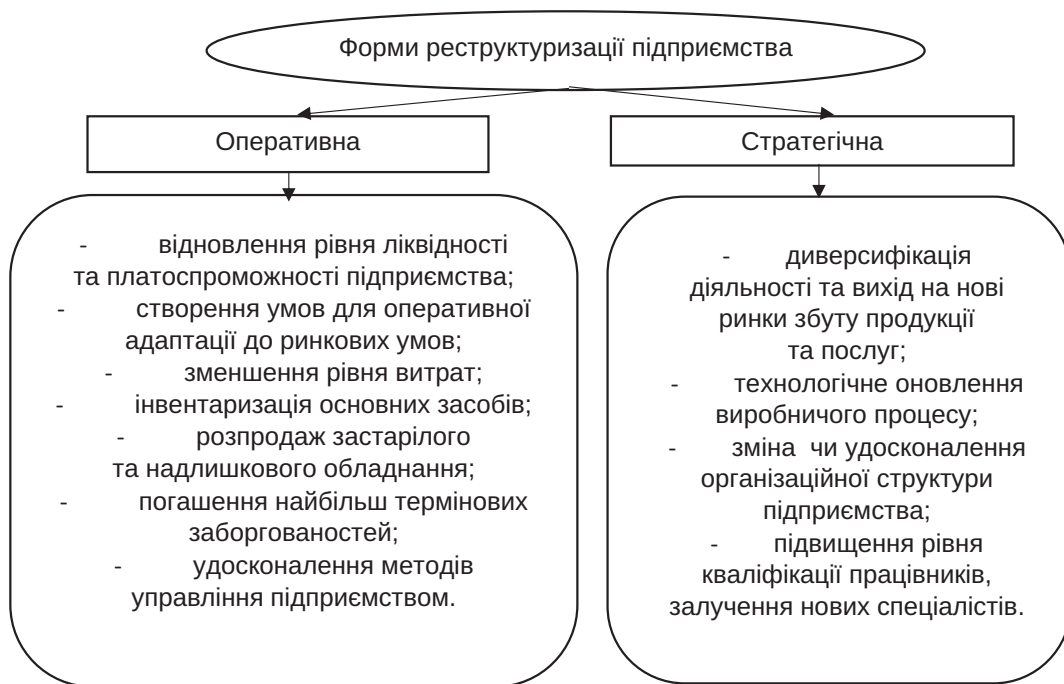 Форми реструктуризації підприємства
Оперативна
Стратегічна
- відновлення рівня ліквідності
та платоспроможності підприємства;
- створення умов для оперативної
адаптації до ринкових умов;
- зменшення рівня витрат;
- інвентаризація основних засобів;
- розпродаж застарілого
та надлишкового обладнання;
- погашення найбільш термінових
заборгованостей;
- удосконалення методів
управління підприємством.
- диверсифікація
діяльності та вихід на нові
ринки збуту продукції
та послуг;
- технологічне оновлення
виробничого процесу;
- зміна чи удосконалення
організаційної структури
підприємства;
- підвищення рівня
кваліфікації працівників,
залучення нових спеціалістів.